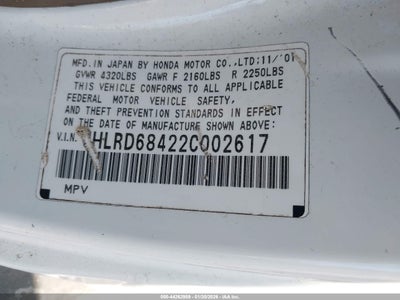 MFD.IN JAPAN BY HONDA MOTOR CO.,LTD;11/'01
GVWR 4320LBS GAWR F 2160LBS R 2250LBS
THIS VEHICLE CONFORMS TO ALL APPLICABLE
FEDERAL MOTOR VEHICLE SAFETY,
AND THEFT PREVENTION STANDARDS IN EFFECT
ON THE DATE OF MANUFACTURE SHOWN ABOVE.
V.I.N. HLRD68422C002617
MPV